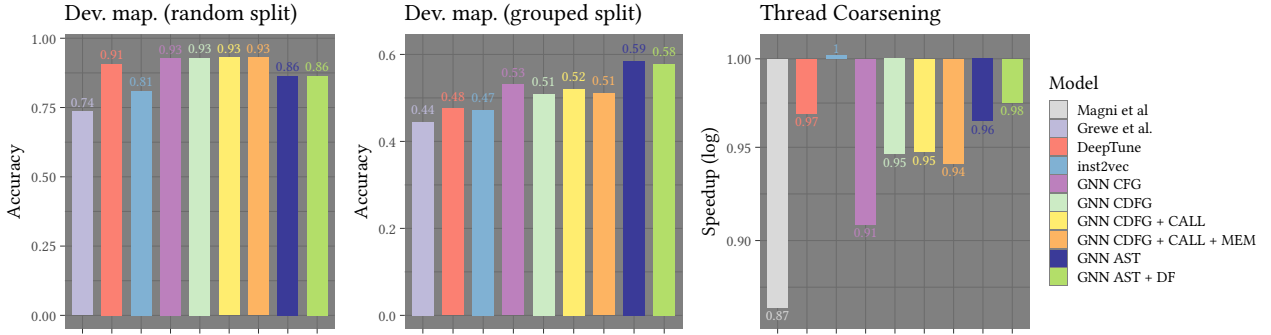 Dev. map. (random split)
Accuracy
1.00
0.75
0.50
0.25
0.00
0.74
0.91
0.81
0.93
0.93
0.93
0.93
0.86
0.86
Dev. map. (grouped split)
Accuracy
0.6
0.4
0.2
0.0
0.44
0.48
0.47
0.53
0.51
0.52
0.51
0.59
0.58
Thread Coarsening
Speedup (log)
1.00
0.95
0.90
0.87
0.97
1
0.91
0.95
0.95
0.94
0.96
0.98
Model
Magni et al
Grewe et al.
DeepTune
inst2vec
GNN CFG
GNN CDFG
GNN CDFG + CALL
GNN CDFG + CALL + MEM
GNN AST
GNN AST + DF